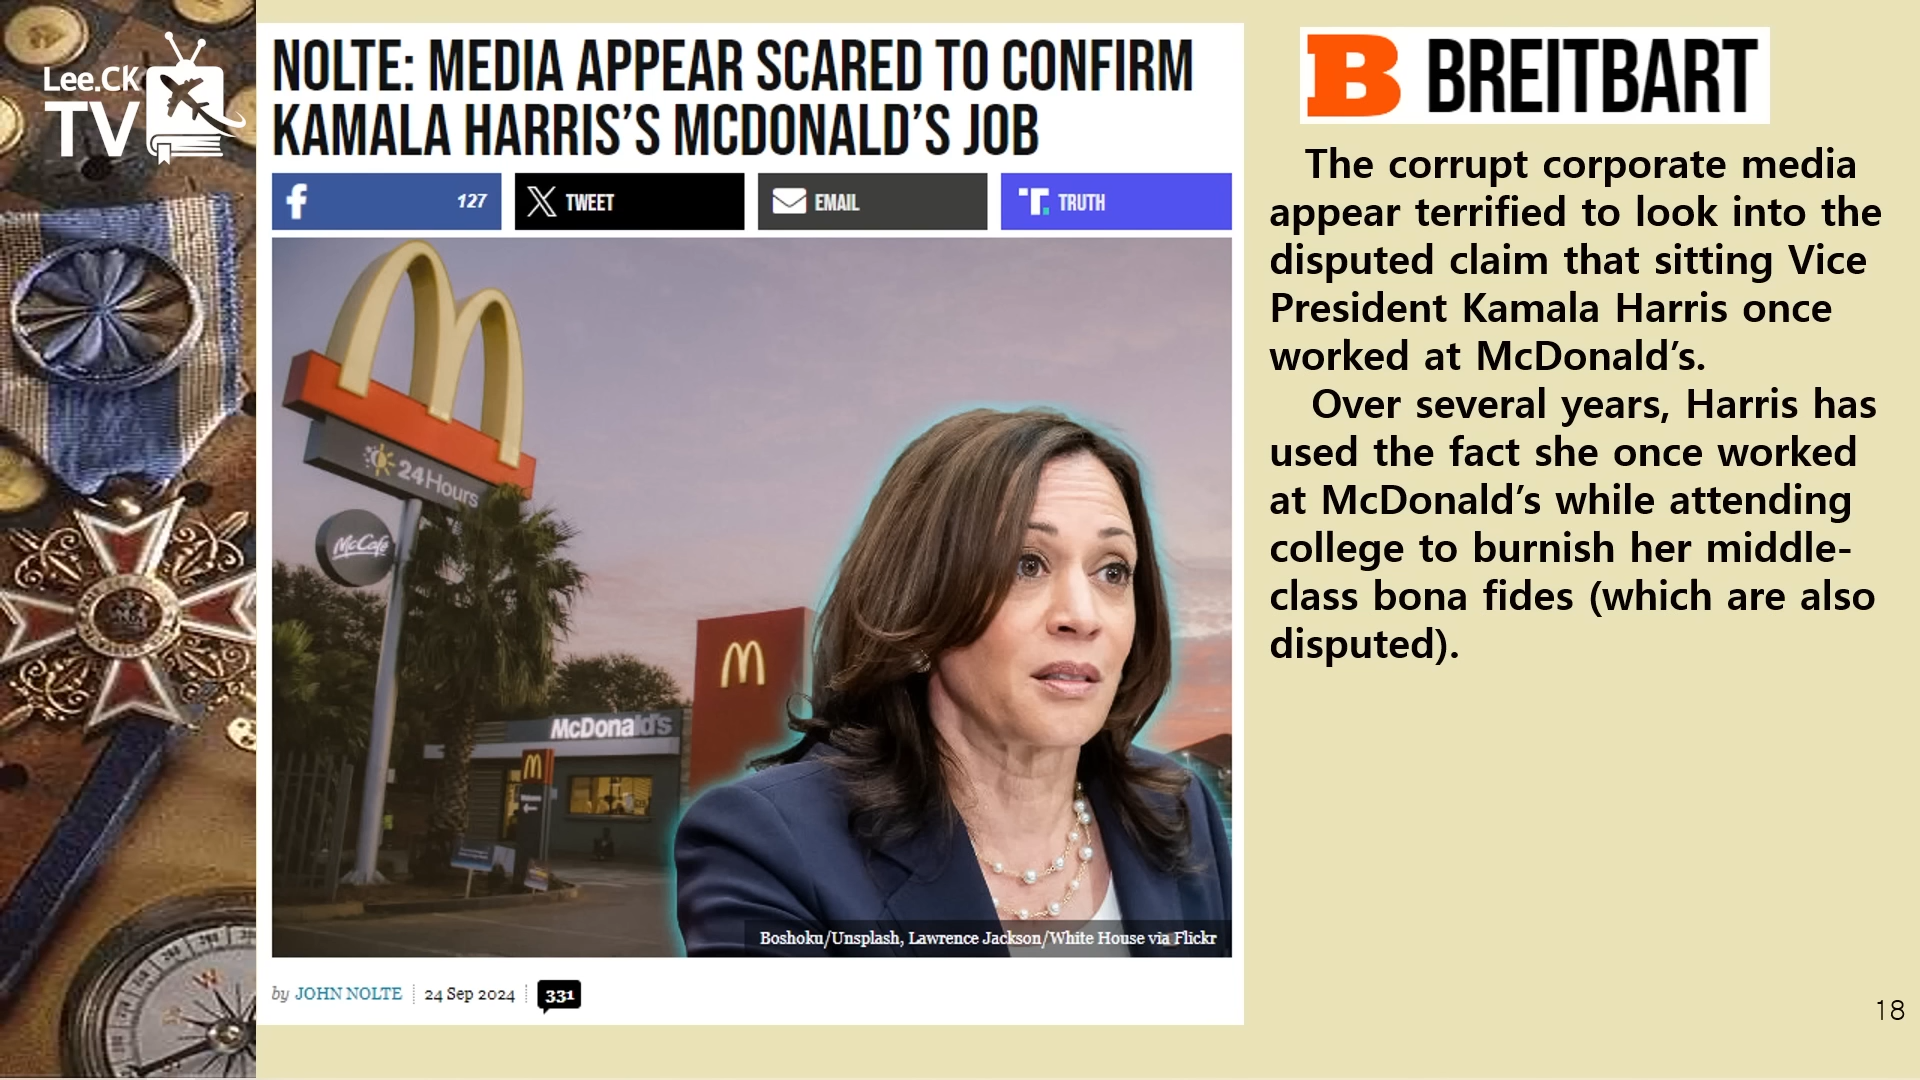 Lee.CK
TV
NOLTE: MEDIA APPEAR SCARED TO CONFIRM
KAMALA HARRIS’S MCDONALD’S JOB
127
TWEET
EMAIL
TRUTH
24Hours
McCafé
McDonald's
Boshoku/Unsplash, Lawrence Jackson/White House via Flickr
by JOHN NOLTE 24 Sep 2024 331
B BREITBART
The corrupt corporate media
appear terrified to look into the
disputed claim that sitting Vice
President Kamala Harris once
worked at McDonald’s.
Over several years, Harris has
used the fact she once worked
at McDonald’s while attending
college to burnish her middle-
class bona fides (which are also
disputed).
18